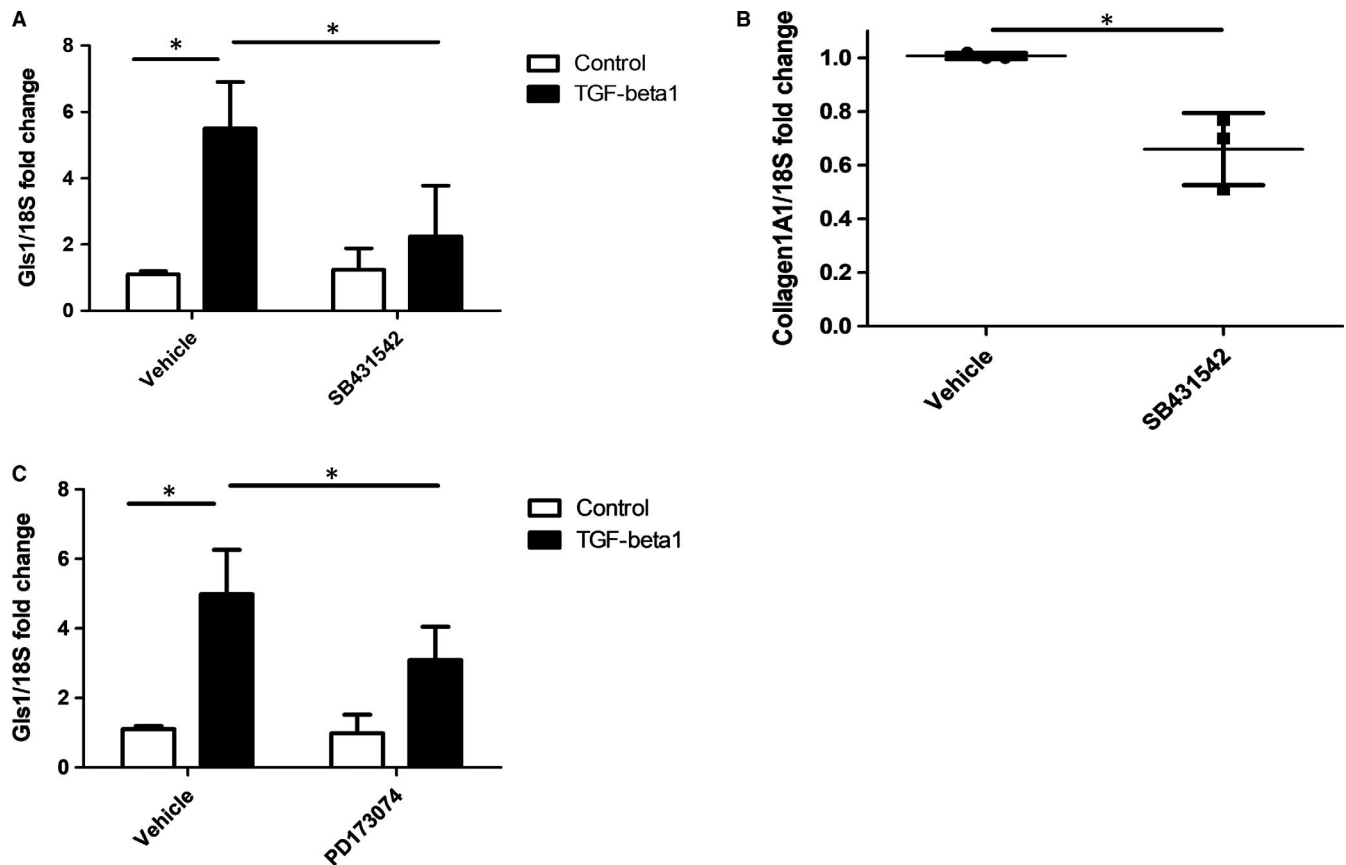 A
*
*
8
6
4
2
0
Gls1/18S fold change
Vehicle
SB431542
Control
TGF-beta1
B
*
1.0
0.8
0.6
0.4
0.2
0.0
Collagen1A1/18S fold change
Vehicle
SB431542
C
*
*
8
6
4
2
0
Gls1/18S fold change
Vehicle
PD173074
Control
TGF-beta1